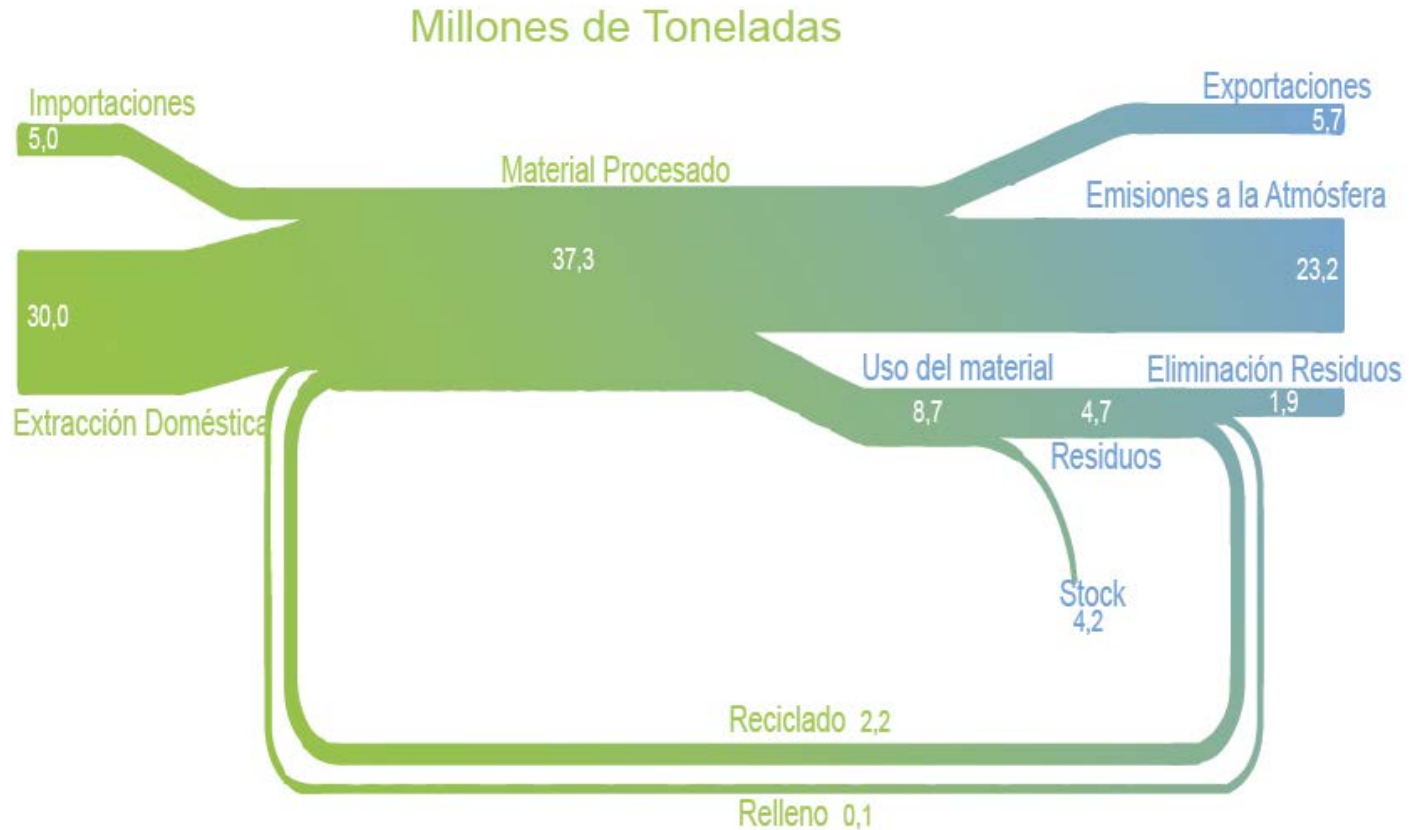 Millones de Toneladas
Importaciones
5,0
Exportaciones
5,7
Material Procesado
37,3
Emisiones a la Atmósfera
23,2
30,0
Extracción Doméstica
Uso del material
8,7
4,7
Residuos
Eliminación Residuos
1,9
Stock
4,2
Reciclado 2,2
Relleno 0,1